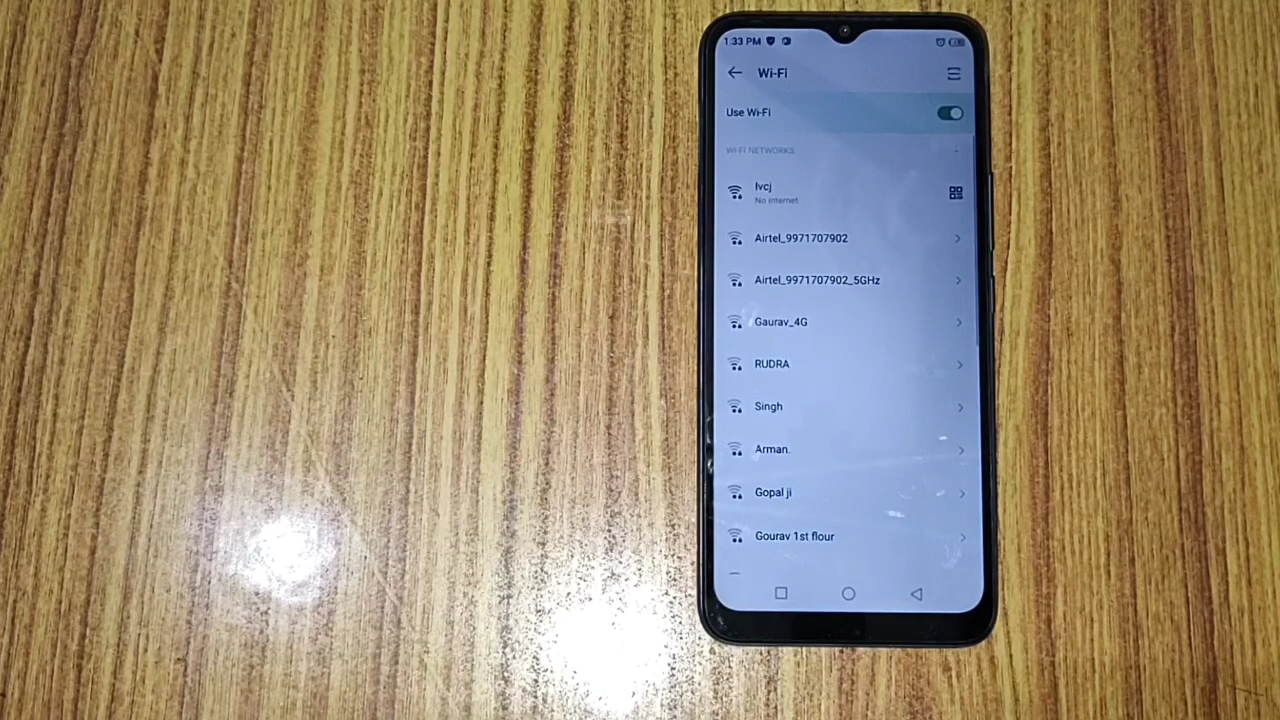 1:33 PM
Wi-Fi
Use Wi-Fi
WI-FI NETWORKS
lvcj
No internet
Airtel_9971707902
Airtel_9971707902_5GHz
Gaurav_4G
RUDRA
Singh
Arman.
Gopal ji
Gourav 1st flour